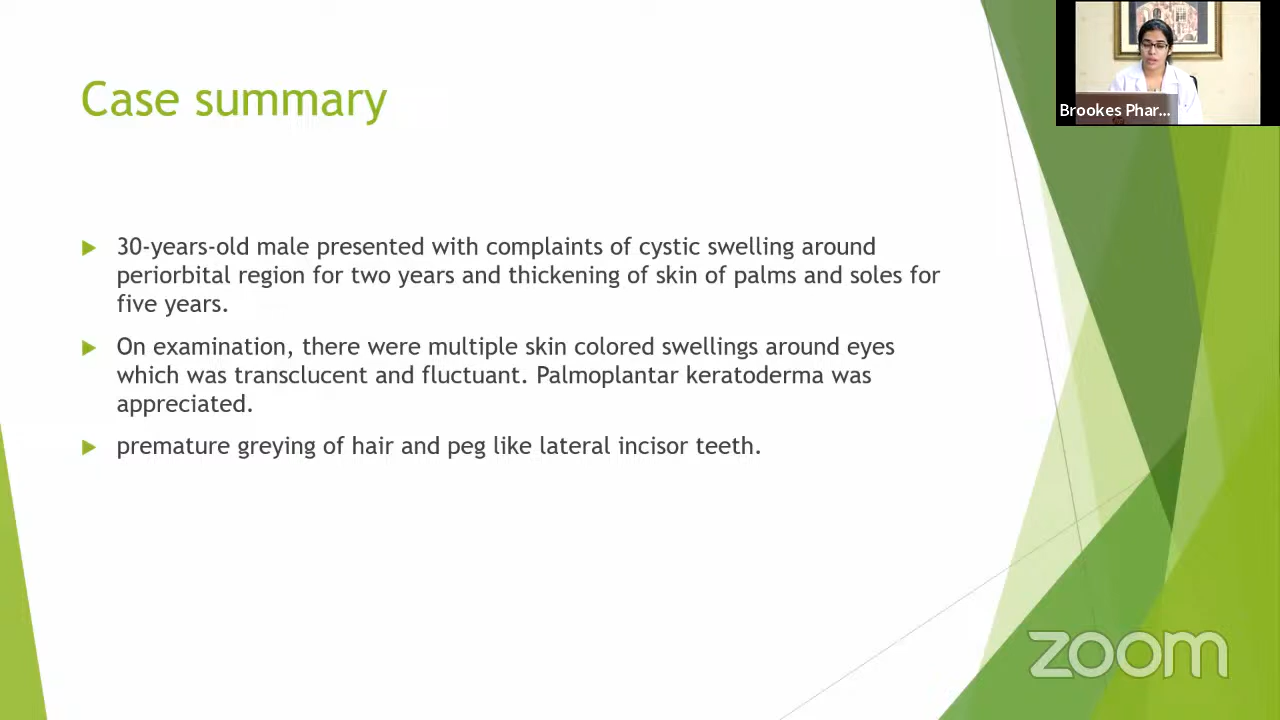 Case summary
30-years-old male presented with complaints of cystic swelling around
periorbital region for two years and thickening of skin of palms and soles for
five years.
On examination, there were multiple skin colored swellings around eyes
which was transclucent and fluctuant. Palmoplantar keratoderma was
appreciated.
premature greying of hair and peg like lateral incisor teeth.
Brookes Phar...
zoom